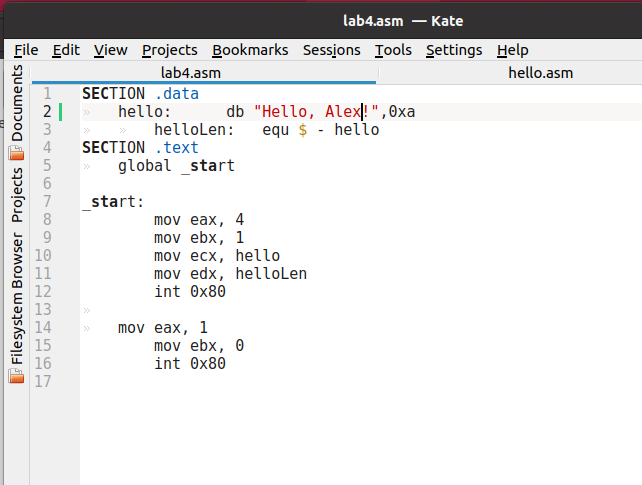 lab4.asm — Kate
File Edit View Projects Bookmarks Sessions Tools Settings Help
lab4.asm hello.asm
Documents
Projects
Filesystem Browser
1 SECTION .data
2 » hello: db "Hello, Alex!",0xa
3 » » helloLen: equ $ - hello
4 SECTION .text
5 » global _start
6
7 _start:
8 mov eax, 4
9 mov ebx, 1
10 mov ecx, hello
11 mov edx, helloLen
12 int 0x80
13 »
14 » mov eax, 1
15 mov ebx, 0
16 int 0x80
17